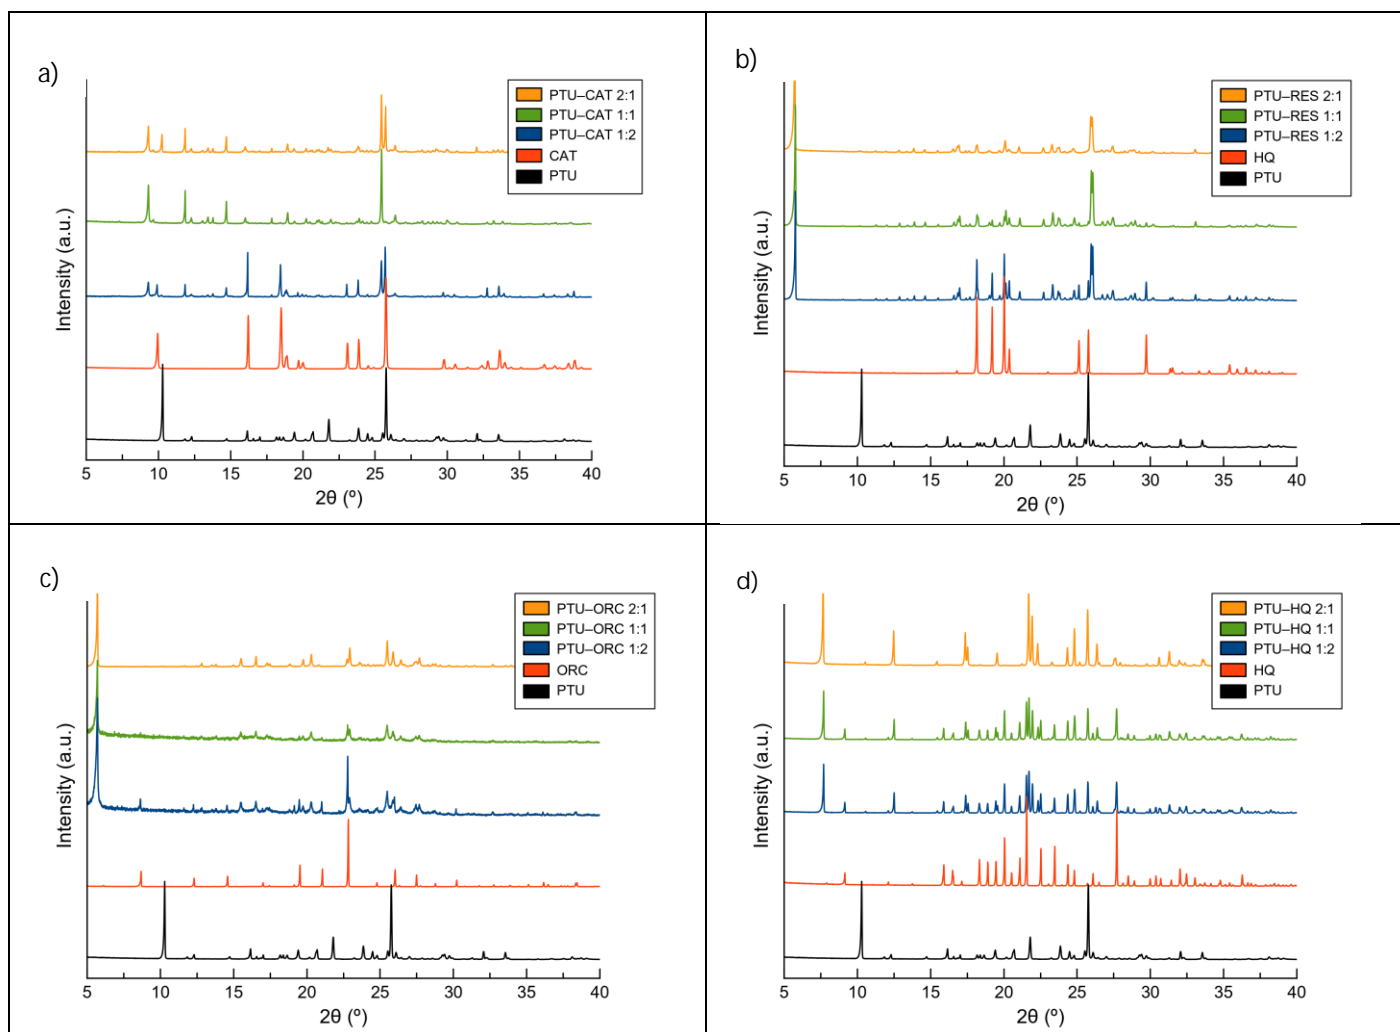 a)
PTU–CAT 2:1
PTU–CAT 1:1
PTU–CAT 1:2
CAT
PTU
Intensity (a.u.)
5 10 15 20 25 30 35 40
2θ (º)
b)
PTU–RES 2:1
PTU–RES 1:1
PTU–RES 1:2
HQ
PTU
Intensity (a.u.)
5 10 15 20 25 30 35 40
2θ (º)
c)
PTU–ORC 2:1
PTU–ORC 1:1
PTU–ORC 1:2
ORC
PTU
Intensity (a.u.)
5 10 15 20 25 30 35 40
2θ (º)
d)
PTU–HQ 2:1
PTU–HQ 1:1
PTU–HQ 1:2
HQ
PTU
Intensity (a.u.)
5 10 15 20 25 30 35 40
2θ (º)